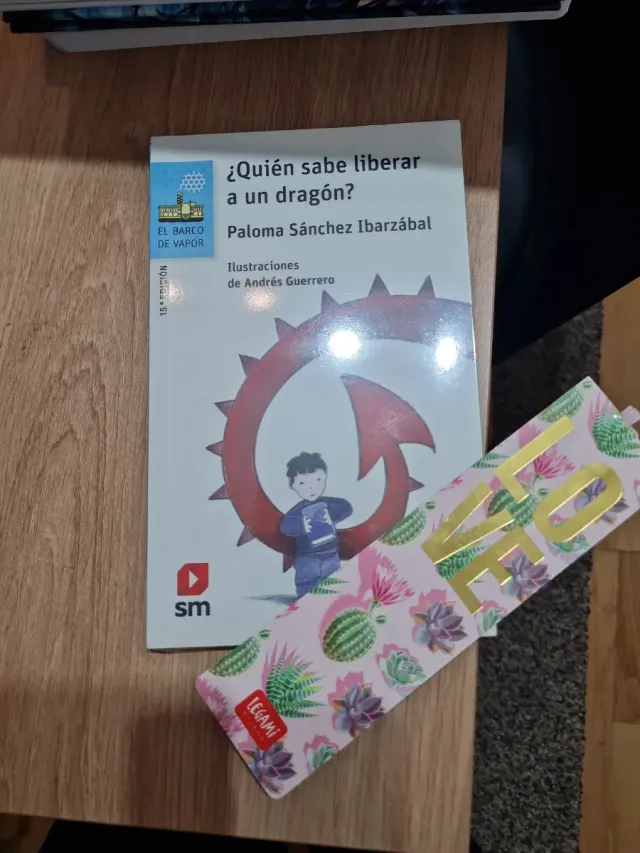 ¿Quién sabe liberar
a un dragón?
Paloma Sánchez Ibarzábal
Ilustraciones
de Andrés Guerrero
EL BARCO
DE VAPOR
15.ª EDICIÓN
sm
LOVE
LEGAMI